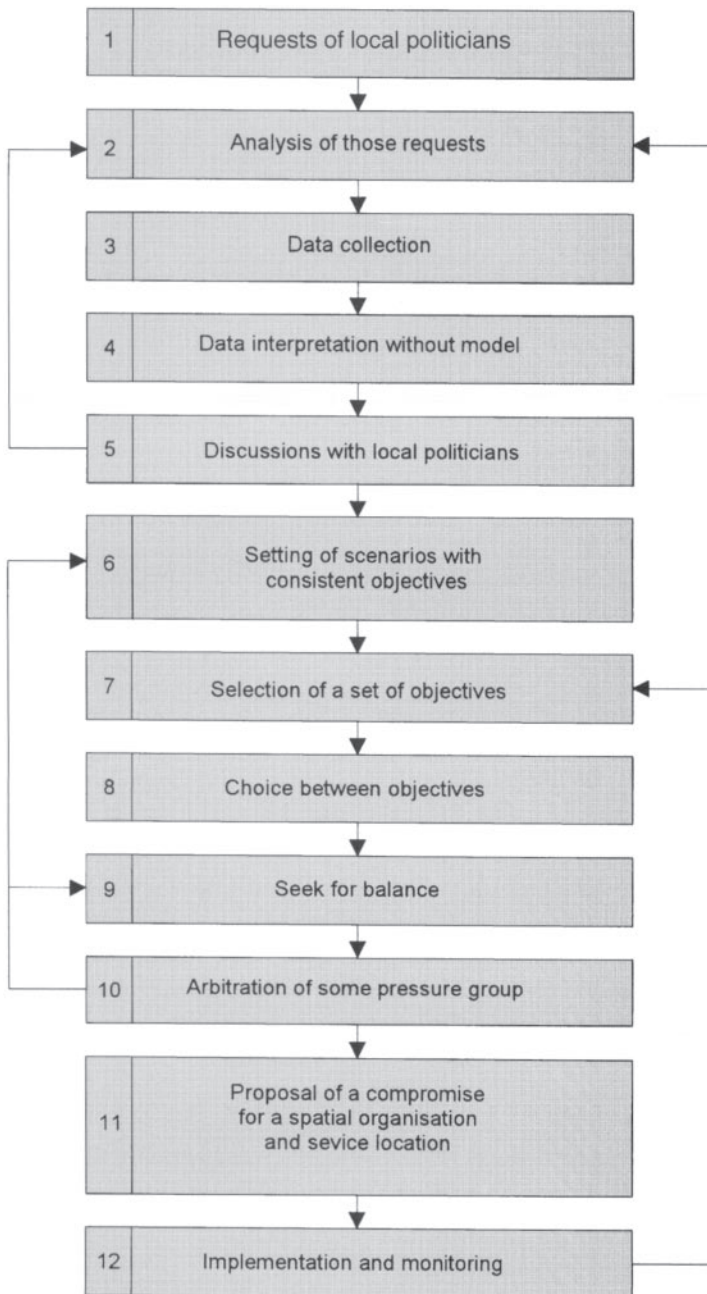 1 Requests of local politicians
2 Analysis of those requests
3 Data collection
4 Data interpretation without model
5 Discussions with local politicians
6 Setting of scenarios with
consistent objectives
7 Selection of a set of objectives
8 Choice between objectives
9 Seek for balance
10 Arbitration of some pressure group
11 Proposal of a compromise
for a spatial organisation
and sevice location
12 Implementation and monitoring